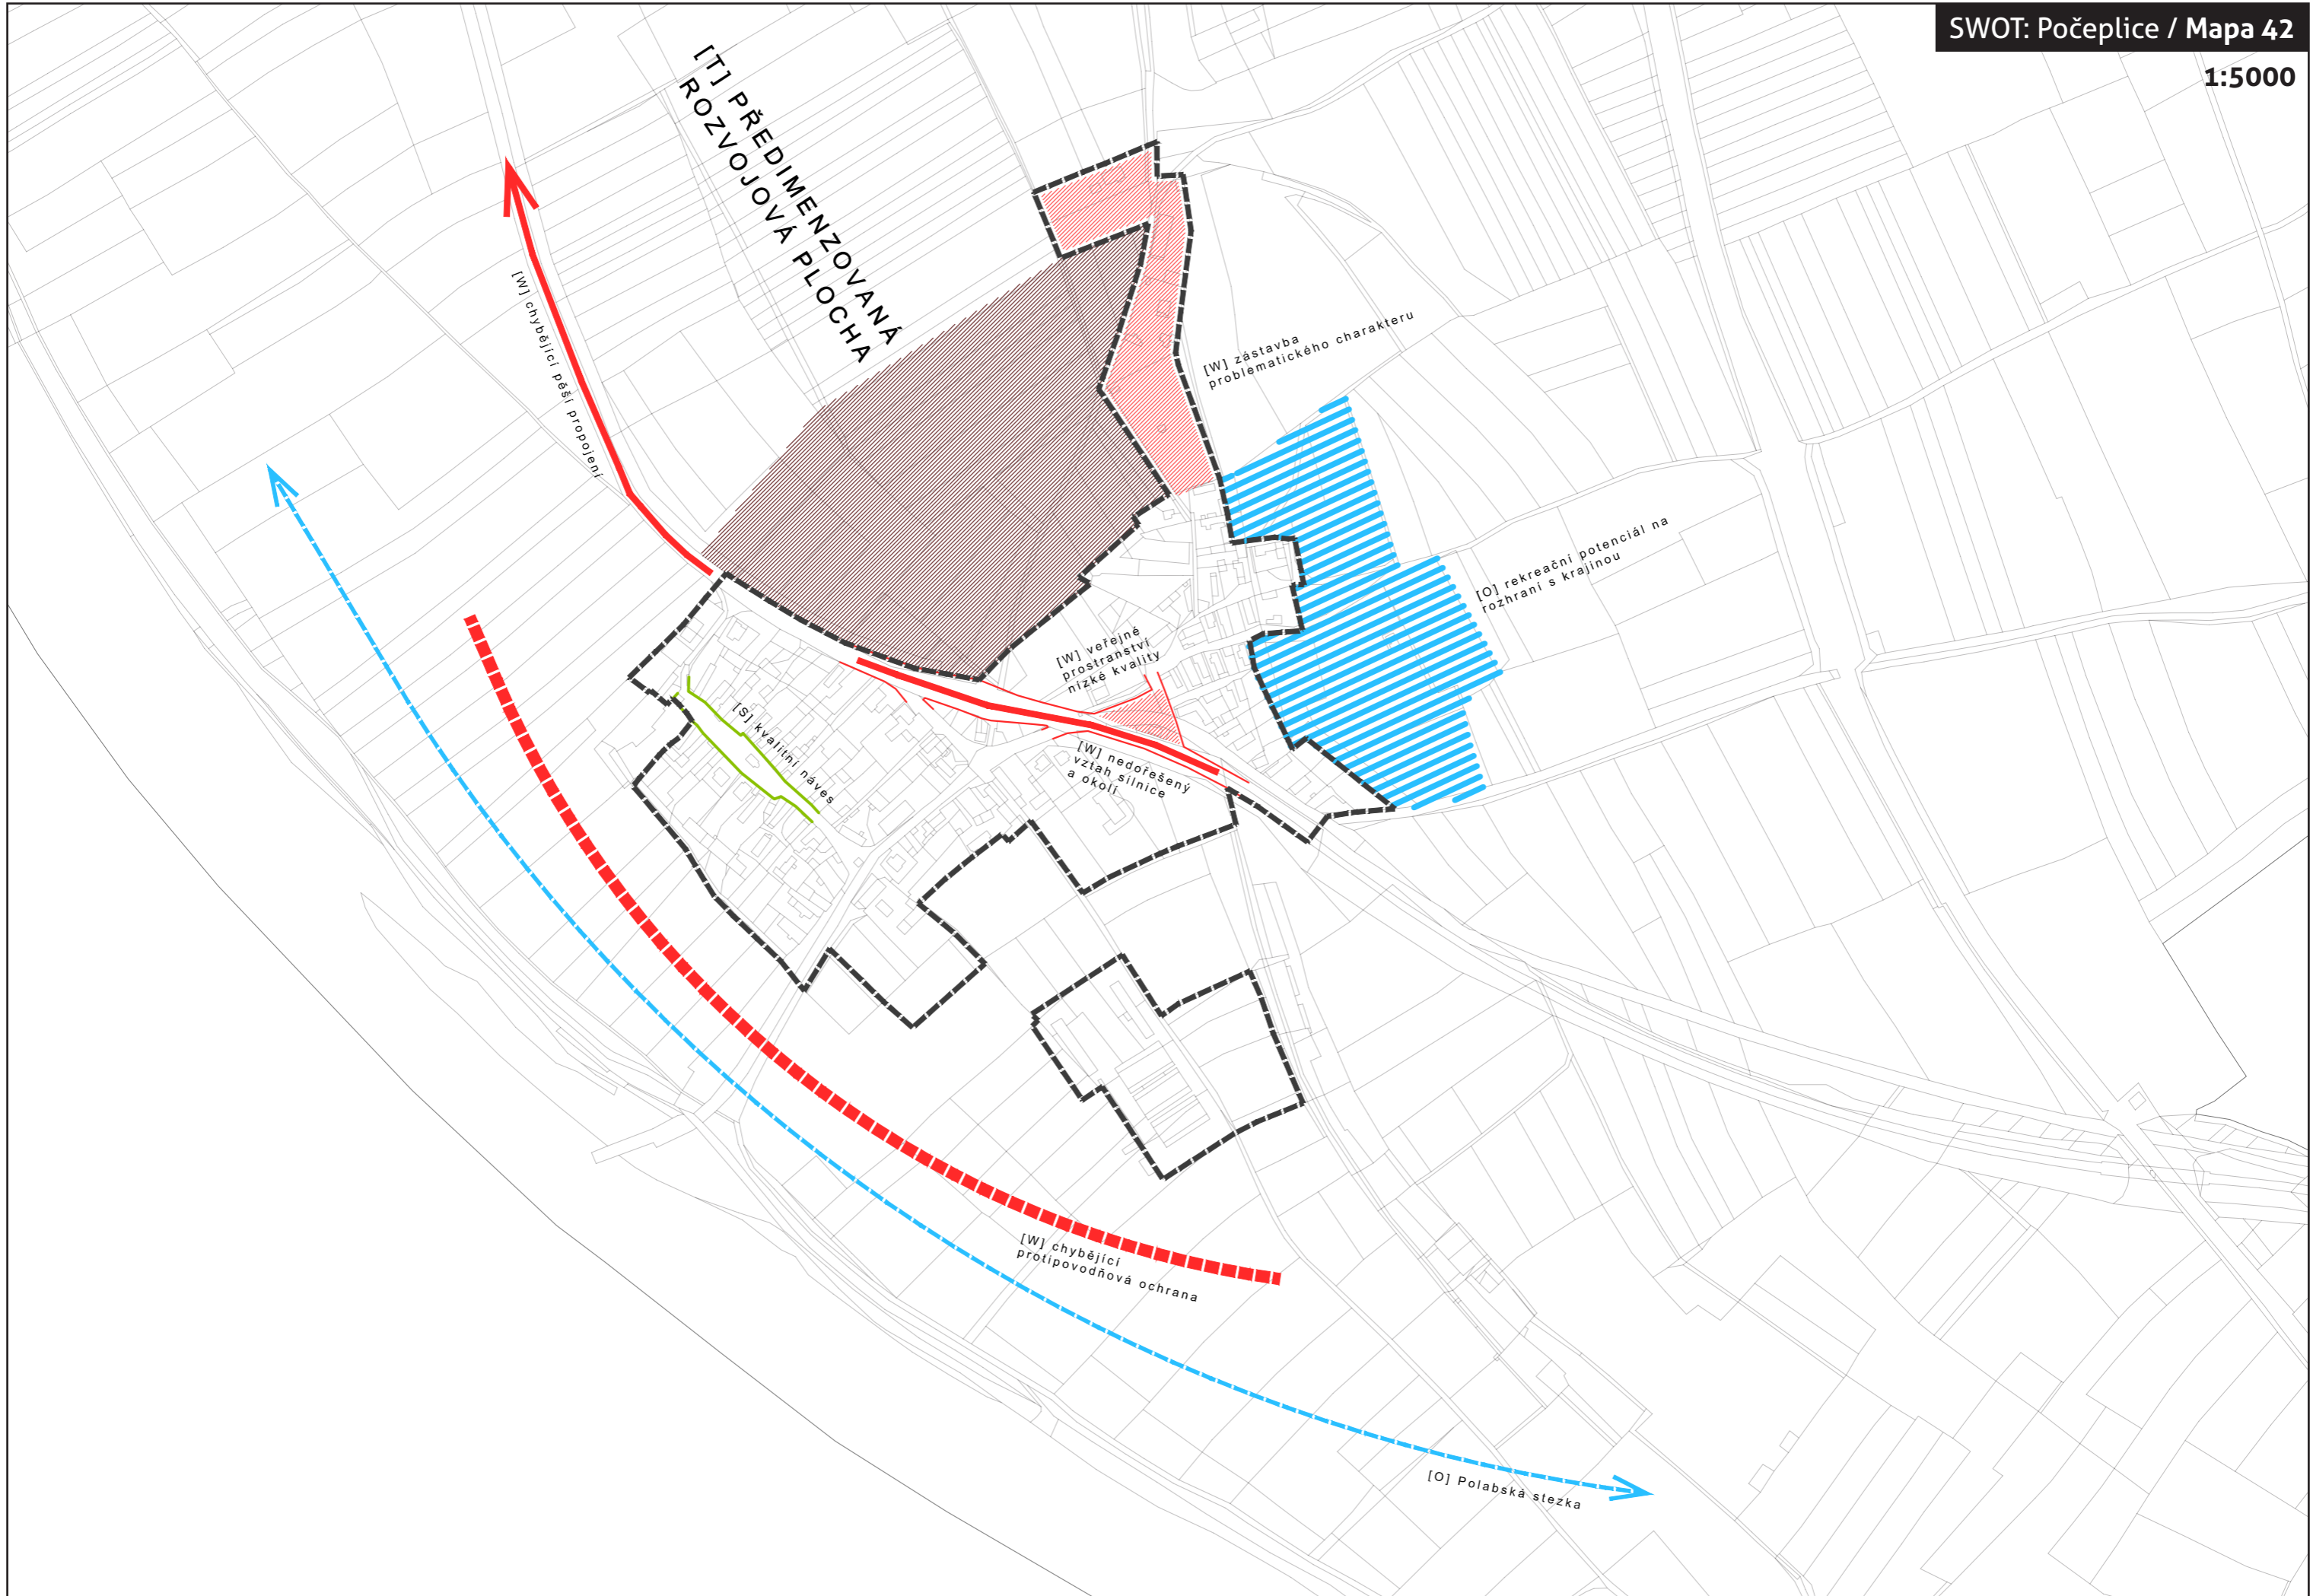 SWOT: Počeplice / Mapa 42
1:5000
[T] PŘEDIMENZOVANÁ
ROZVOJOVÁ PLOCHA
[W] chybějící pěší propojení
[W] zástavba
problematického charakteru
[O] rekreační potenciál na
rozhraní s krajinou
[W] veřejné
prostranství
nízké kvality
[S] kvalitní náves
[W] nedořešený
vztah silnice
a okolí
[W] chybějící
protipovodňová ochrana
[O] Polabská stezka